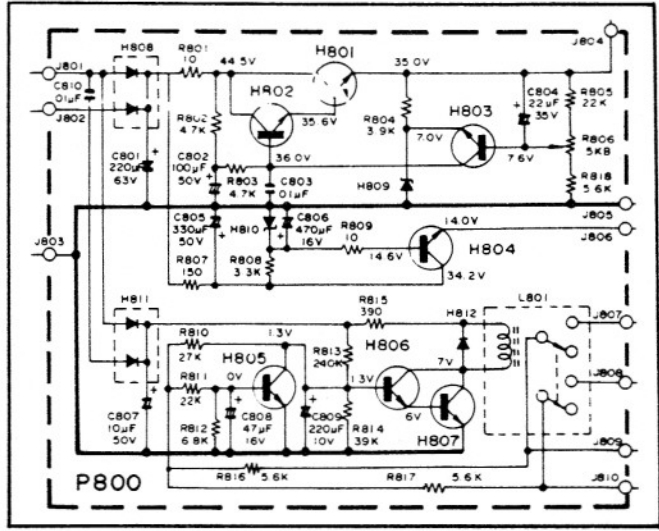 J804
H808
R801
10
44.5V
H801
35.0V
J801
C810
.01µF
J802
H802
35.6V
R802
4.7K
R804
3.9K
H803
7.0V
C804
22µF
35V
R805
22K
7.6V
R806
5KB
C801
220µF
63V
C802
100µF
50V
R803
4.7K
36.0V
C803
.01µF
H809
R818
5.6K
J805
J803
C805
330µF
50V
H810
C806
470µF
16V
R809
10
14.0V
J806
14.6V
H804
R807
150
R808
3.3K
34.2V
H811
R815
390
H812
L801
J807
R810
27K
1.3V
H805
R813
240K
H806
7V
R811
22K
0V
1.3V
J808
.6V
C807
10µF
50V
R812
6.8K
C808
47µF
16V
C809
220µF
10V
R814
39K
H807
J809
P800
R816
5.6K
R817
5.6K
J810